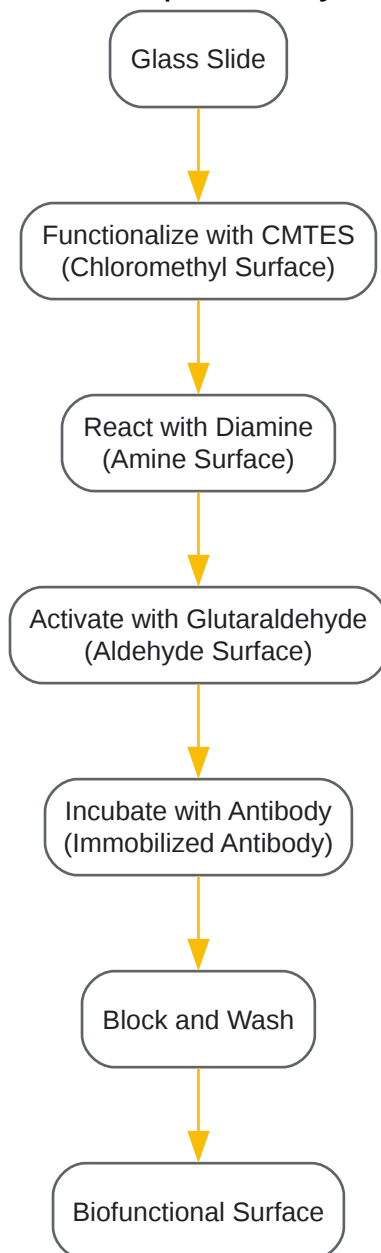 Glass Slide
Functionalize with CMTES
(Chloromethyl Surface)
React with Diamine
(Amine Surface)
Activate with Glutaraldehyde
(Aldehyde Surface)
Incubate with Antibody
(Immobilized Antibody)
Block and Wash
Biofunctional Surface